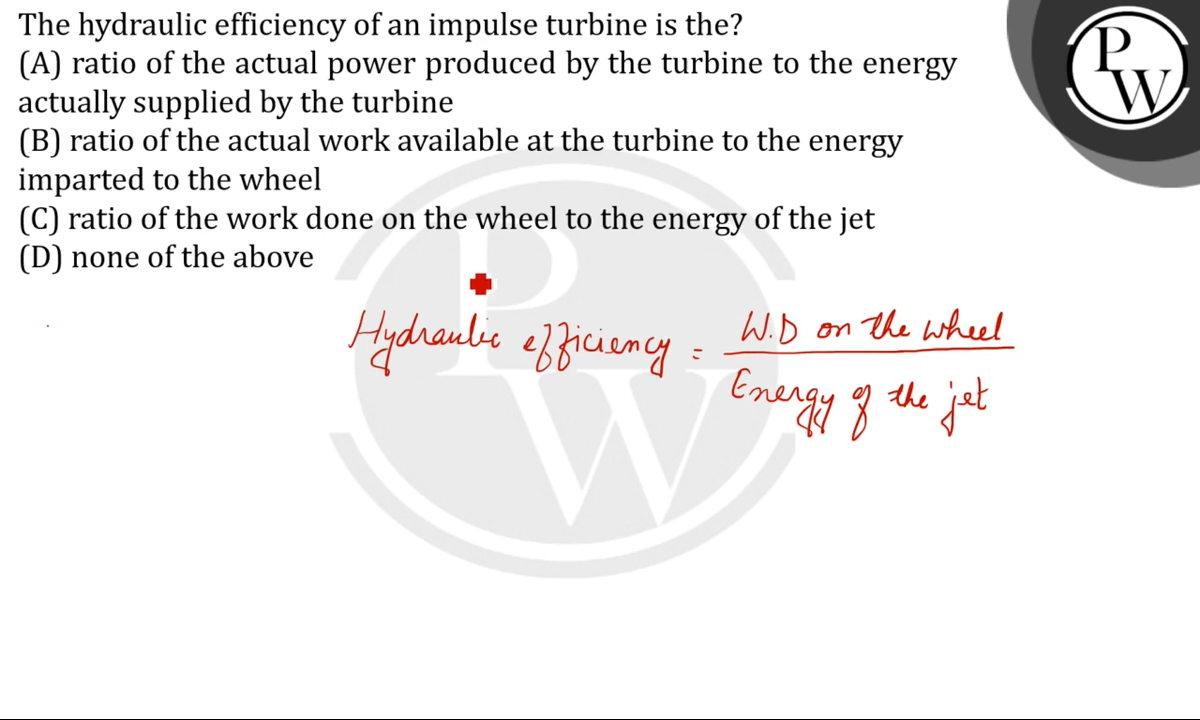 The hydraulic efficiency of an impulse turbine is the?
(A) ratio of the actual power produced by the turbine to the energy
actually supplied by the turbine
(B) ratio of the actual work available at the turbine to the energy
imparted to the wheel
(C) ratio of the work done on the wheel to the energy of the jet
(D) none of the above
Hydraulic efficiency = W.D on the wheel
Energy of the jet
PW
PW